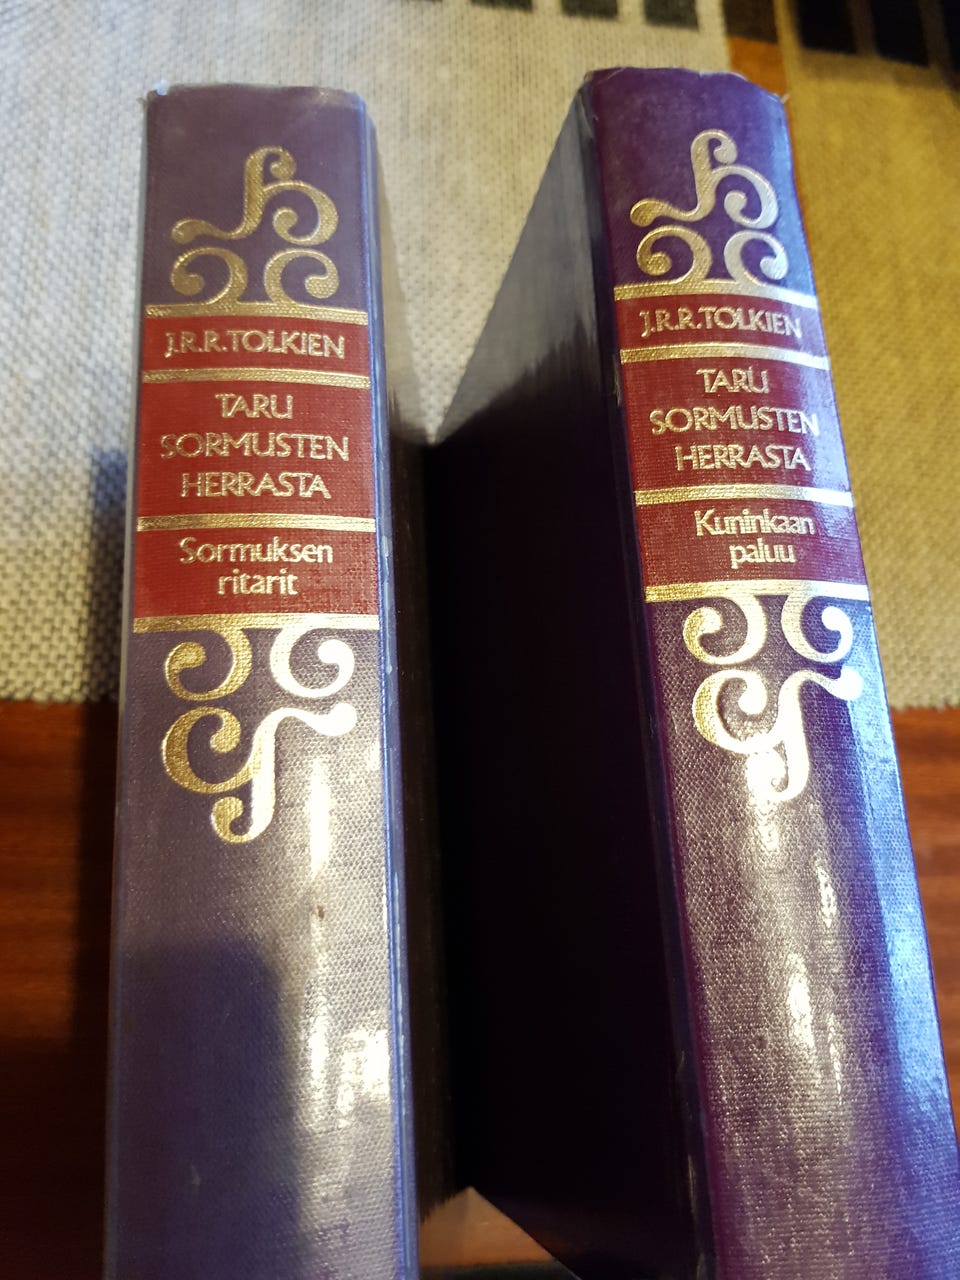 J.R.R.TOLKIEN
TARU
SORMUSTEN
HERRASTA
Sormuksen
ritarit
J.R.R.TOLKIEN
TARU
SORMUSTEN
HERRASTA
Kuninkaan
paluu